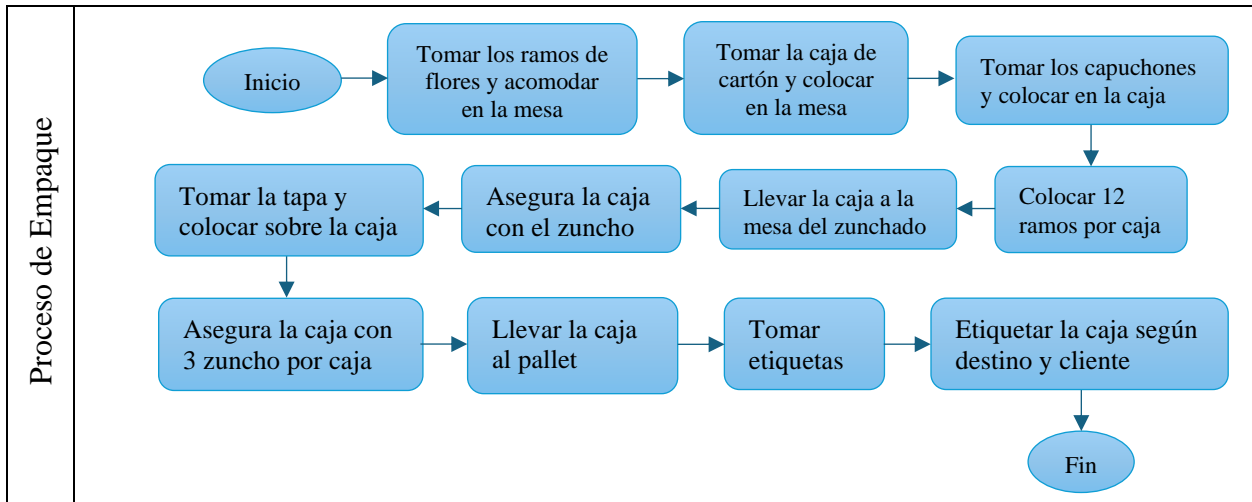 Proceso de Empaque
Inicio
Tomar los ramos de
flores y acomodar
en la mesa
Tomar la caja de
cartón y colocar
en la mesa
Tomar los capuchones
y colocar en la caja
Colocar 12
ramos por caja
Llevar la caja a la
mesa del zunchado
Asegura la caja
con el zuncho
Tomar la tapa y
colocar sobre la caja
Asegura la caja con
3 zuncho por caja
Llevar la caja
al pallet
Tomar
etiquetas
Etiquetar la caja según
destino y cliente
Fin